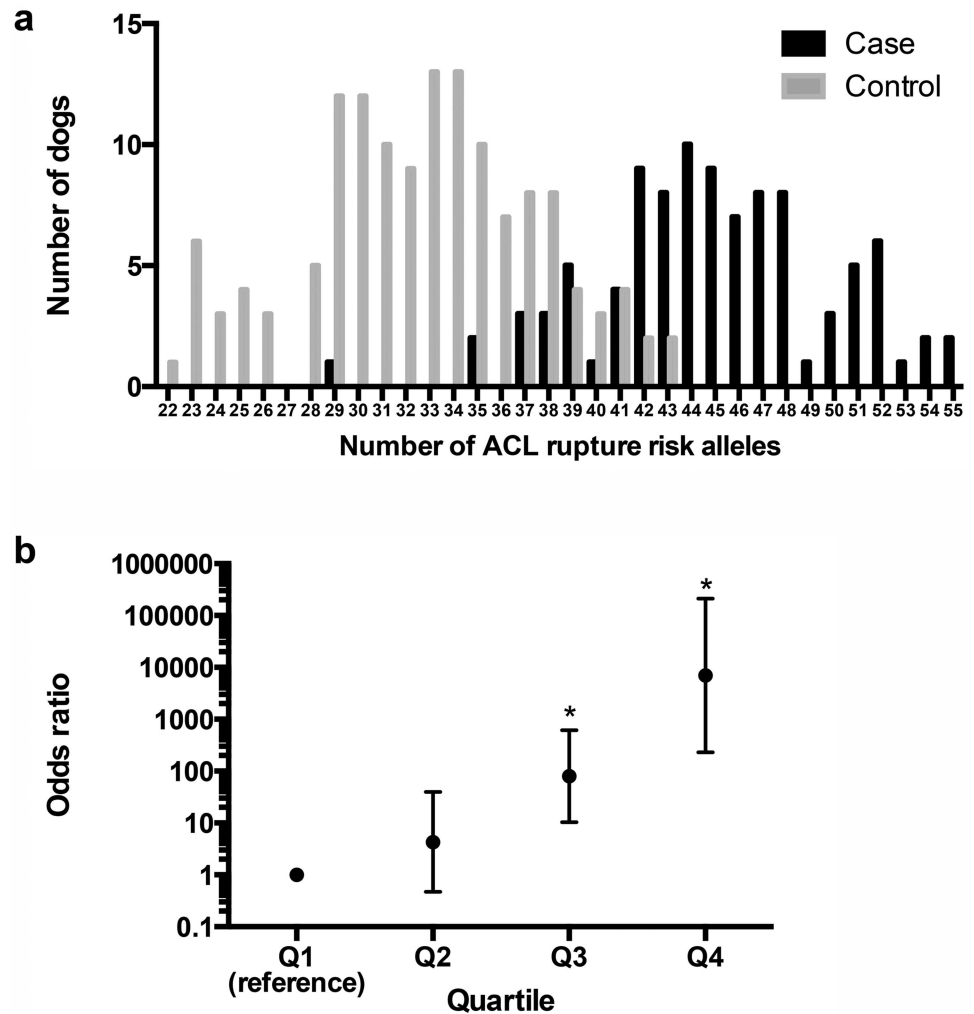 a
15
10
5
0
Number of dogs
Case
Control
22 23 24 25 26 27 28 29 30 31 32 33 34 35 36 37 38 39 40 41 42 43 44 45 46 47 48 49 50 51 52 53 54 55
Number of ACL rupture risk alleles
b
1000000
100000
10000
1000
100
10
1
0.1
Odds ratio
*
*
Q1 Q2 Q3 Q4
(reference)
Quartile